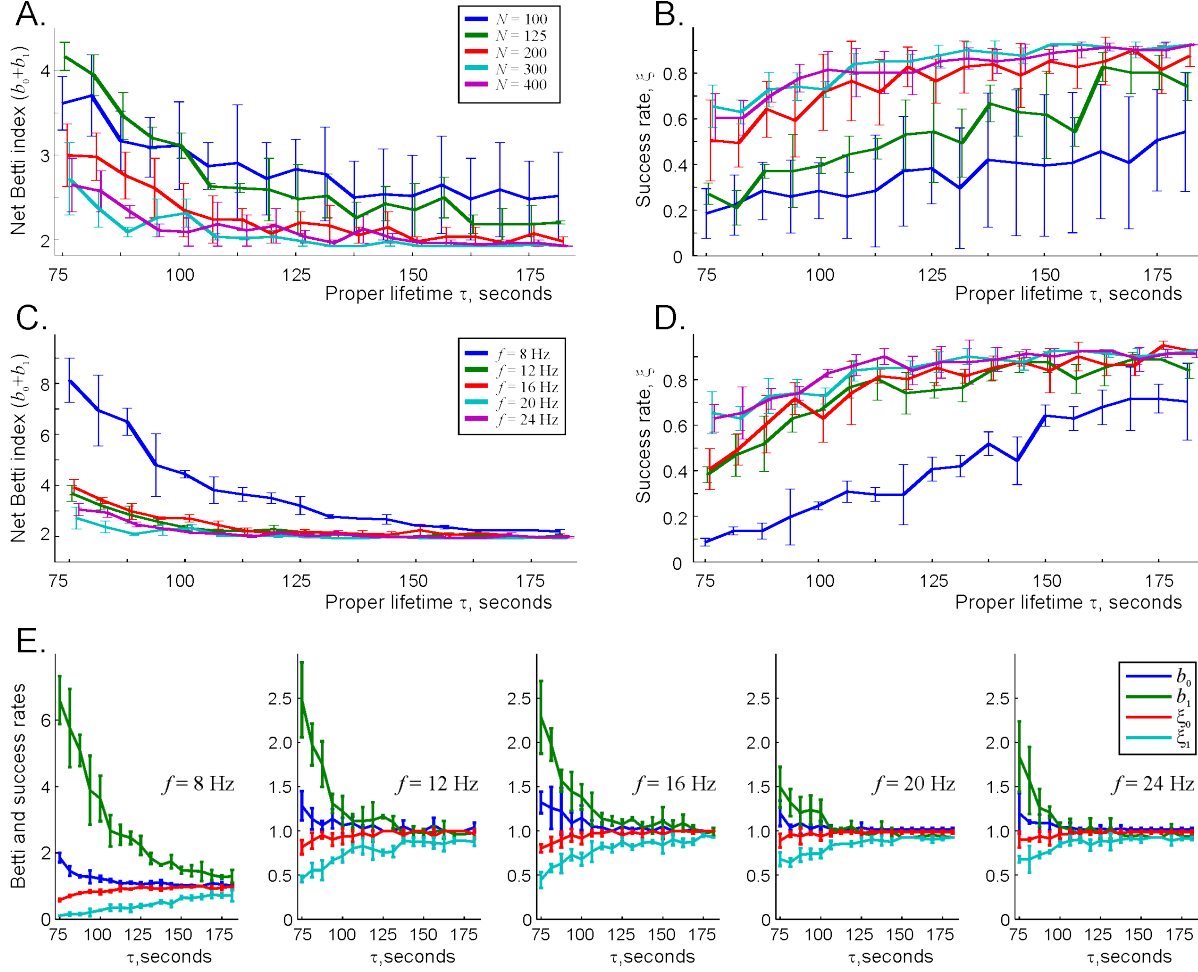 A.
Net Betti index (b0+b1)
4
3
2
75
100
125
150
175
Proper lifetime τ, seconds
N = 100
N = 125
N = 200
N = 300
N = 400
B.
Success rate, ξ
0.8
0.6
0.4
0.2
0
75
100
125
150
175
Proper lifetime τ, seconds
C.
Net Betti index (b0+b1)
8
6
4
2
75
100
125
150
175
Proper lifetime τ, seconds
f = 8 Hz
f = 12 Hz
f = 16 Hz
f = 20 Hz
f = 24 Hz
D.
Success rate, ξ
0.8
0.6
0.4
0.2
0
75
100
125
150
175
Proper lifetime τ, seconds
E.
Betti and success rates
6
4
2
0
f = 8 Hz
75 100 125 150 175
τ,seconds
2.5
2.0
1.5
1.0
0.5
0
f = 12 Hz
75 100 125 150 175
τ,seconds
2.5
2.0
1.5
1.0
0.5
0
f = 16 Hz
75 100 125 150 175
τ,seconds
2.5
2.0
1.5
1.0
0.5
0
f = 20 Hz
75 100 125 150 175
τ,seconds
2.5
2.0
1.5
1.0
0.5
0
f = 24 Hz
75 100 125 150 175
τ,seconds
b0
b1
ξ0
ξ1